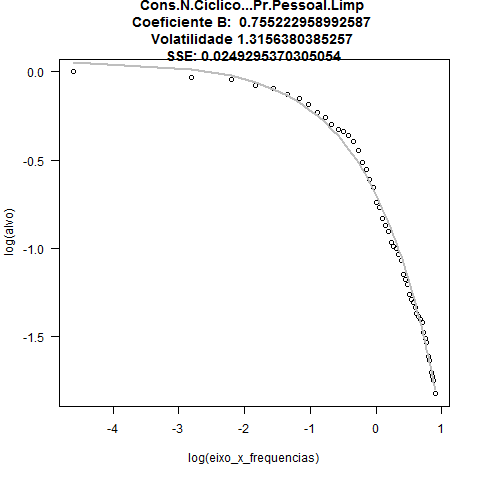 Cons.N.Ciclico...Pr.Pessoal.Limp
Coeficiente B:  0.755222958992587
Volatilidade 1.3156380385257
SSE: 0.0249295370305054
0.0
-0.5
-1.0
-1.5
log(alvo)
-4 -3 -2 -1 0 1
log(eixo_x_frequencias)